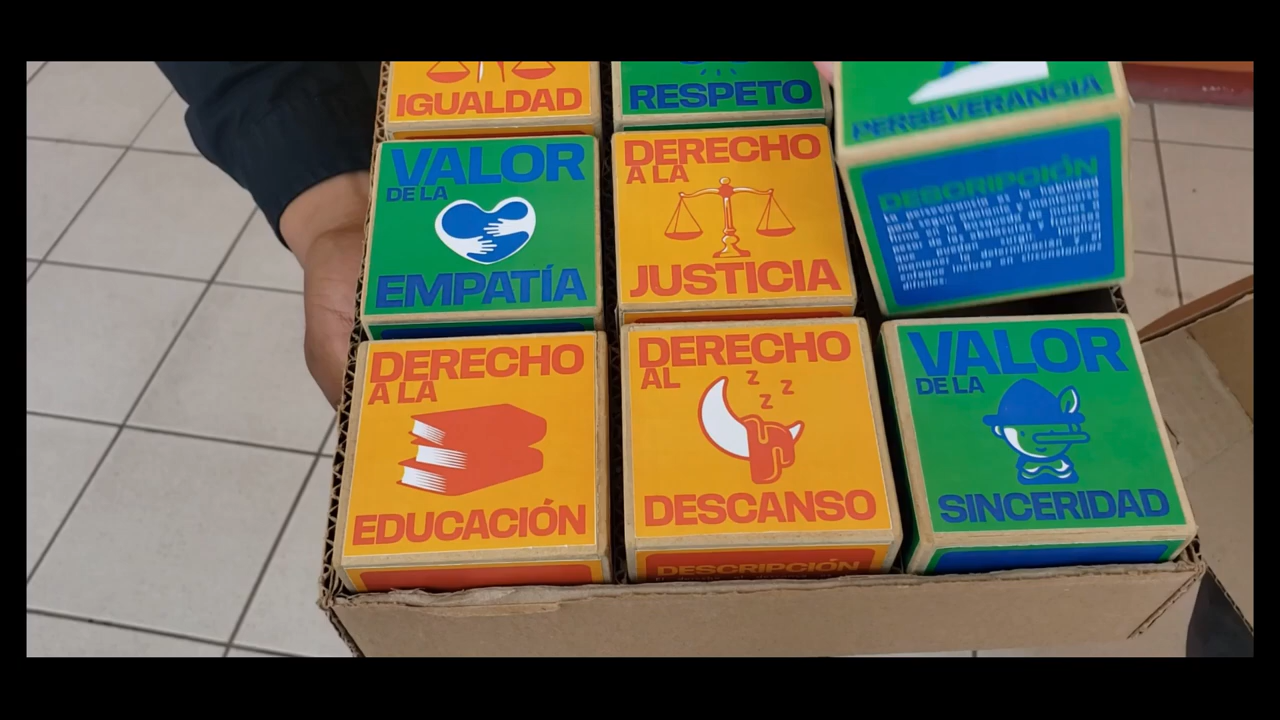 IGUALDAD
RESPETO
PERSEVERANCIA
DESCRIPCIÓN
VALOR
DE LA
EMPATÍA
DERECHO
A LA
JUSTICIA
DERECHO
A LA
EDUCACIÓN
DERECHO
AL
DESCANSO
DESCRIPCIÓN
VALOR
DE LA
SINCERIDAD